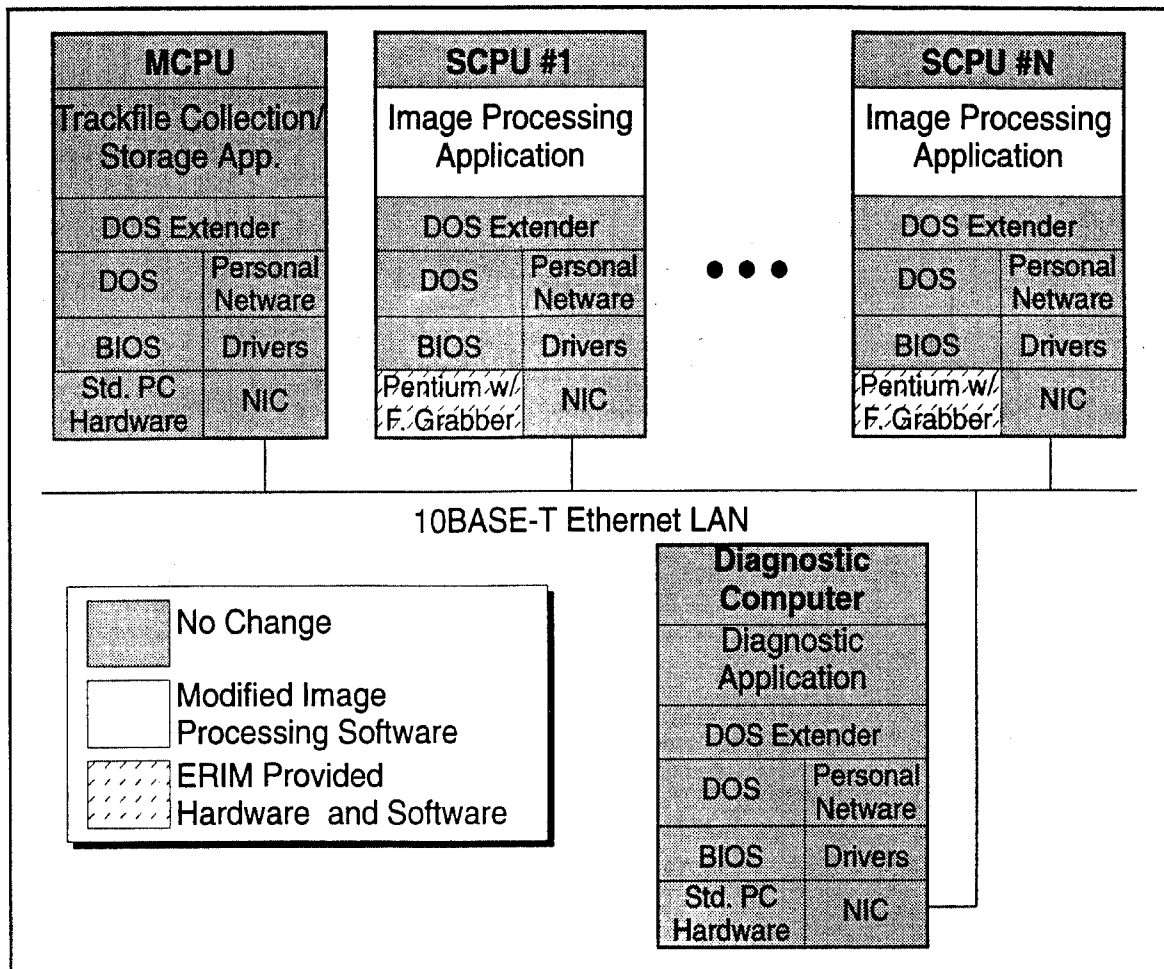 MCPU
Trackfile Collection/
Storage App.
DOS Extender
DOS
Personal
Netware
BIOS
Drivers
Std. PC
Hardware
NIC
SCPU #1
Image Processing
Application
DOS Extender
DOS
Personal
Netware
BIOS
Drivers
Pentium w/
F. Grabber
NIC
SCPU #N
Image Processing
Application
DOS Extender
DOS
Personal
Netware
BIOS
Drivers
Pentium w/
F. Grabber
NIC
10BASE-T Ethernet LAN
Diagnostic
Computer
Diagnostic
Application
DOS Extender
DOS
Personal
Netware
BIOS
Drivers
Std. PC
Hardware
NIC
No Change
Modified Image
Processing Software
ERIM Provided
Hardware and Software